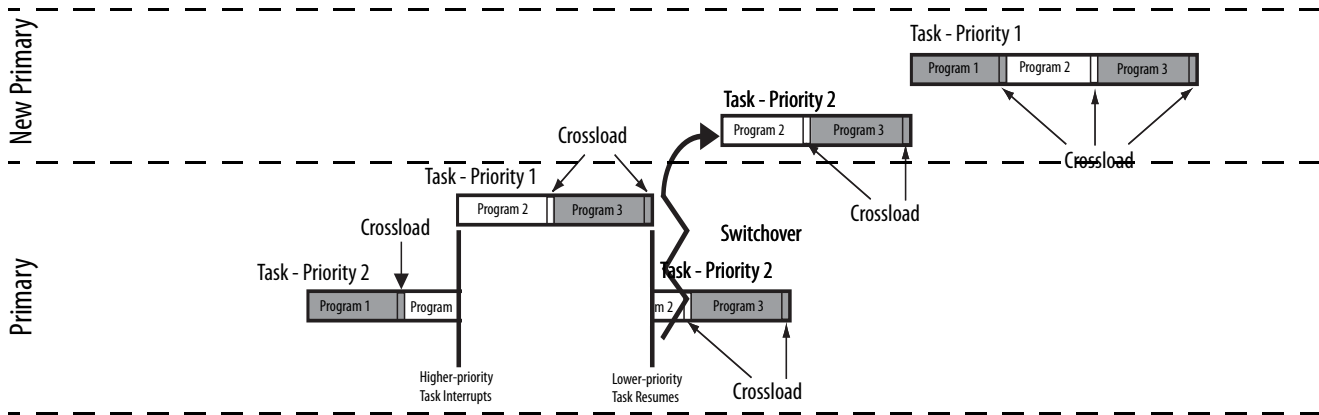 New Primary
Task - Priority 1
Program 1
Program 2
Program 3
Crossload
Task - Priority 2
Program 2
Program 3
Crossload
Primary
Crossload
Task - Priority 1
Program 2
Program 3
Crossload
Task - Priority 2
Program 1
Program
Switchover
Task - Priority 2
m 2
Program 3
Higher-priority
Task Interrupts
Lower-priority
Task Resumes
Crossload